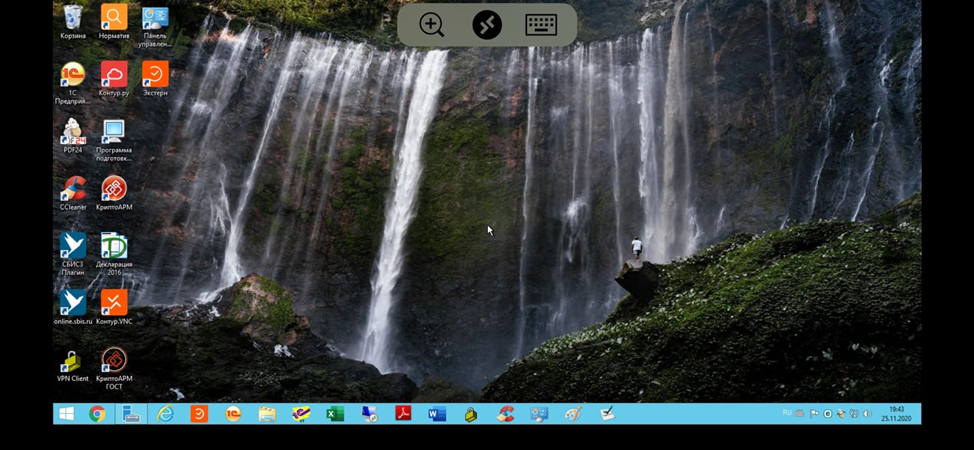 Корзина
Норматив
Панель
управлен...
1С
Предпри...
Контур.ру
Экстерн
PDF24
Программа
подготовк...
CCleaner
КриптоАРМ
СБИС3
Плагин
Декларация
2016
online.sbis.ru
Контур.VNC
VPN Client
КриптоАРМ
ГОСТ
RU
19:43
25.11.2020